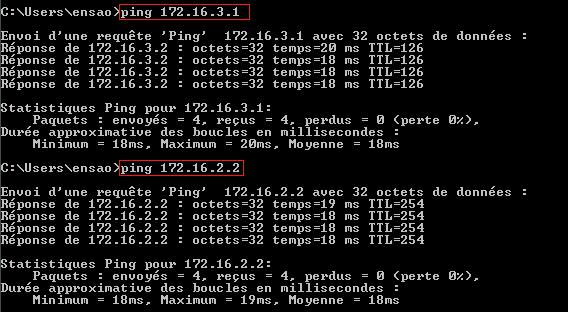 C:\Users\ensao>ping 172.16.3.1
Envoi d'une requête 'Ping'  172.16.3.1 avec 32 octets de données :
Réponse de 172.16.3.2 : octets=32 temps=20 ms TTL=126
Réponse de 172.16.3.2 : octets=32 temps=18 ms TTL=126
Réponse de 172.16.3.2 : octets=32 temps=18 ms TTL=126
Réponse de 172.16.3.2 : octets=32 temps=18 ms TTL=126
Statistiques Ping pour 172.16.3.1:
Paquets : envoyés = 4, reçus = 4, perdus = 0 (perte 0%),
Durée approximative des boucles en millisecondes :
Minimum = 18ms, Maximum = 20ms, Moyenne = 18ms
C:\Users\ensao>ping 172.16.2.2
Envoi d'une requête 'Ping'  172.16.2.2 avec 32 octets de données :
Réponse de 172.16.2.2 : octets=32 temps=19 ms TTL=254
Réponse de 172.16.2.2 : octets=32 temps=18 ms TTL=254
Réponse de 172.16.2.2 : octets=32 temps=18 ms TTL=254
Réponse de 172.16.2.2 : octets=32 temps=18 ms TTL=254
Statistiques Ping pour 172.16.2.2:
Paquets : envoyés = 4, reçus = 4, perdus = 0 (perte 0%),
Durée approximative des boucles en millisecondes :
Minimum = 18ms, Maximum = 19ms, Moyenne = 18ms